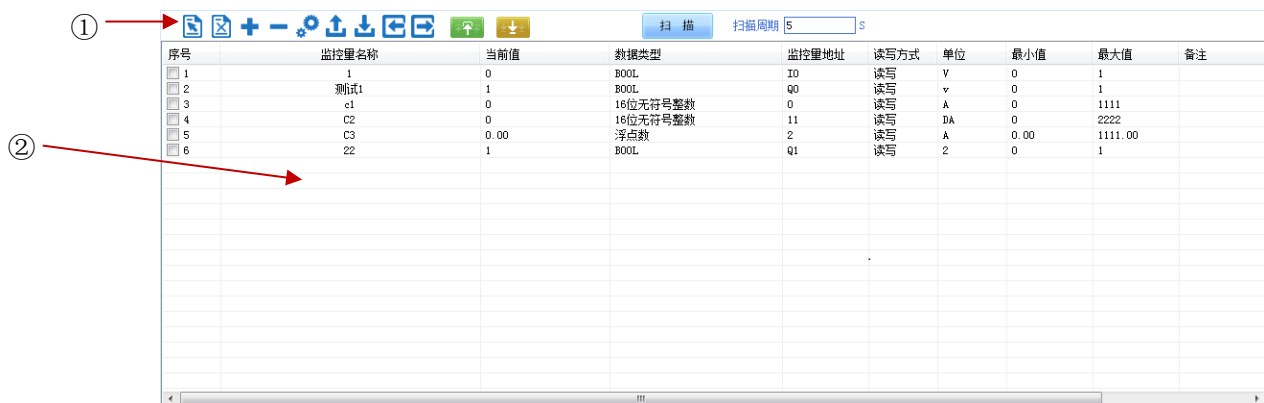 ①
扫 描 扫描周期 5 S
序号 监控量名称 当前值 数据类型 监控量地址 读写方式 单位 最小值 最大值 备注
1 1 0 BOOL I0 读写 V 0 1
2 测试1 1 BOOL Q0 读写 v 0 1
3 c1 0 16位无符号整数 0 读写 A 0 1111
4 C2 0 16位无符号整数 11 读写 DA 0 2222
5 C3 0.00 浮点数 2 读写 A 0.00 1111.00
6 22 1 BOOL Q1 读写 2 0 1
②